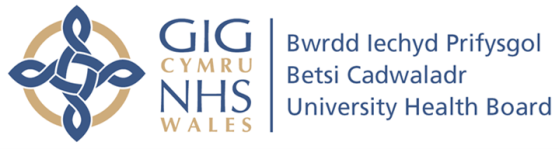 GIG
CYMRU
NHS
WALES
Bwrdd Iechyd Prifysgol
Betsi Cadwaladr
University Health Board